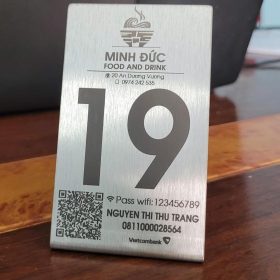 MINH ĐỨC
FOOD AND DRINK
20 An Dương Vương
0974 242 535
19
Pass wifi: 123456789
NGUYEN THI THU TRANG
0811000028564
Vietcombank